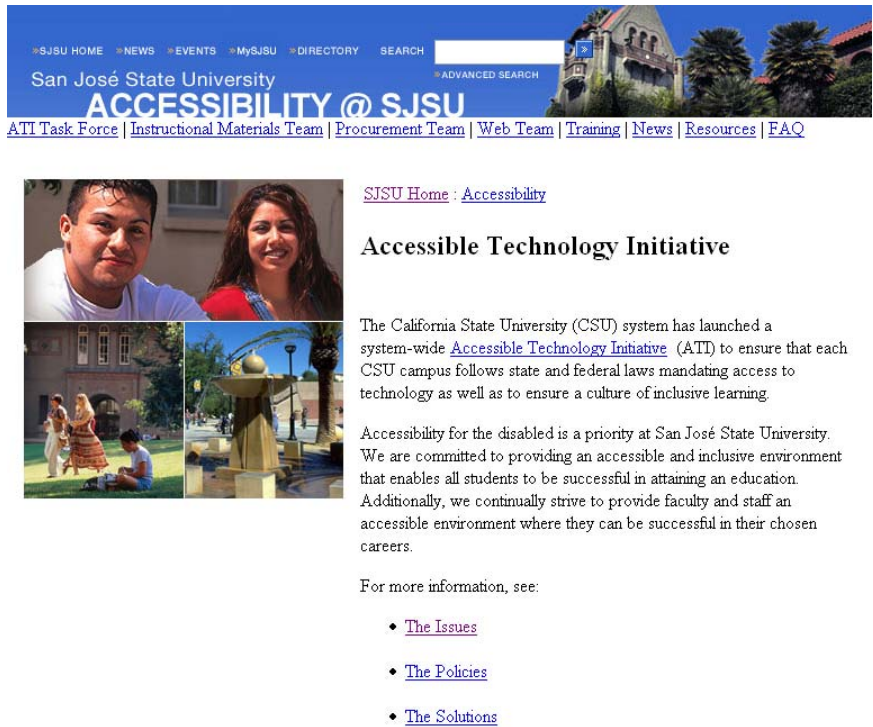 »SJSU HOME »NEWS »EVENTS »MySJSU »DIRECTORY SEARCH »
»ADVANCED SEARCH
San José State University
ACCESSIBILITY @ SJSU
ATI Task Force | Instructional Materials Team | Procurement Team | Web Team | Training | News | Resources | FAQ
SJSU Home : Accessibility
Accessible Technology Initiative
The California State University (CSU) system has launched a
system-wide Accessible Technology Initiative (ATI) to ensure that each
CSU campus follows state and federal laws mandating access to
technology as well as to ensure a culture of inclusive learning.
Accessibility for the disabled is a priority at San José State University.
We are committed to providing an accessible and inclusive environment
that enables all students to be successful in attaining an education.
Additionally, we continually strive to provide faculty and staff an
accessible environment where they can be successful in their chosen
careers.
For more information, see:
• The Issues
• The Policies
• The Solutions